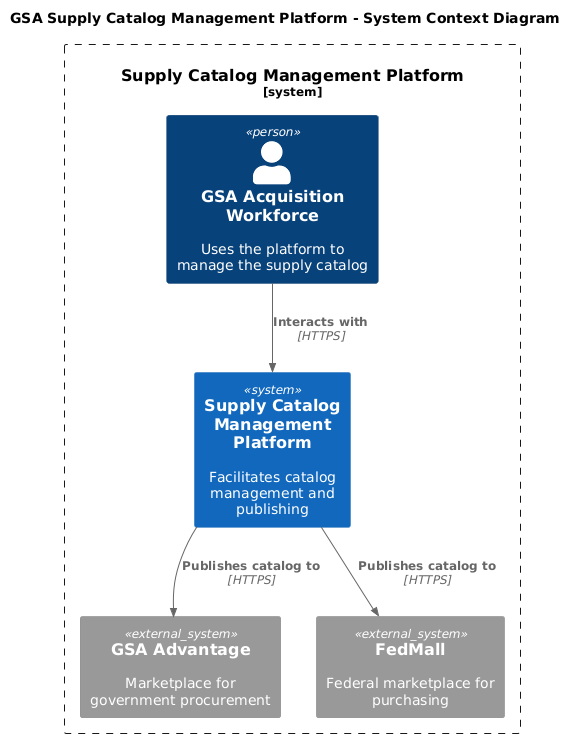 GSA Supply Catalog Management Platform - System Context Diagram
Supply Catalog Management Platform
[system]
«person»
GSA Acquisition
Workforce
Uses the platform to
manage the supply catalog
Interacts with
[HTTPS]
«system»
Supply Catalog
Management
Platform
Facilitates catalog
management and
publishing
Publishes catalog to
[HTTPS]
Publishes catalog to
[HTTPS]
«external_system»
GSA Advantage
Marketplace for
government procurement
«external_system»
FedMall
Federal marketplace for
purchasing